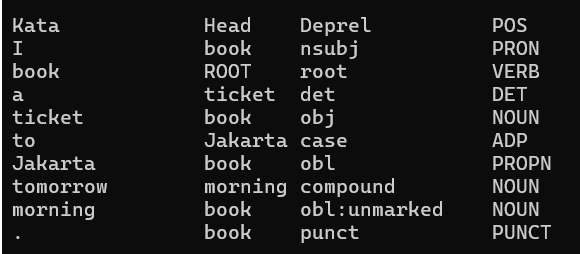 Kata Head Deprel POS
I book nsubj PRON
book ROOT root VERB
a ticket det DET
ticket book obj NOUN
to Jakarta case ADP
Jakarta book obl PROPN
tomorrow morning compound NOUN
morning book obl:unmarked NOUN
. book punct PUNCT